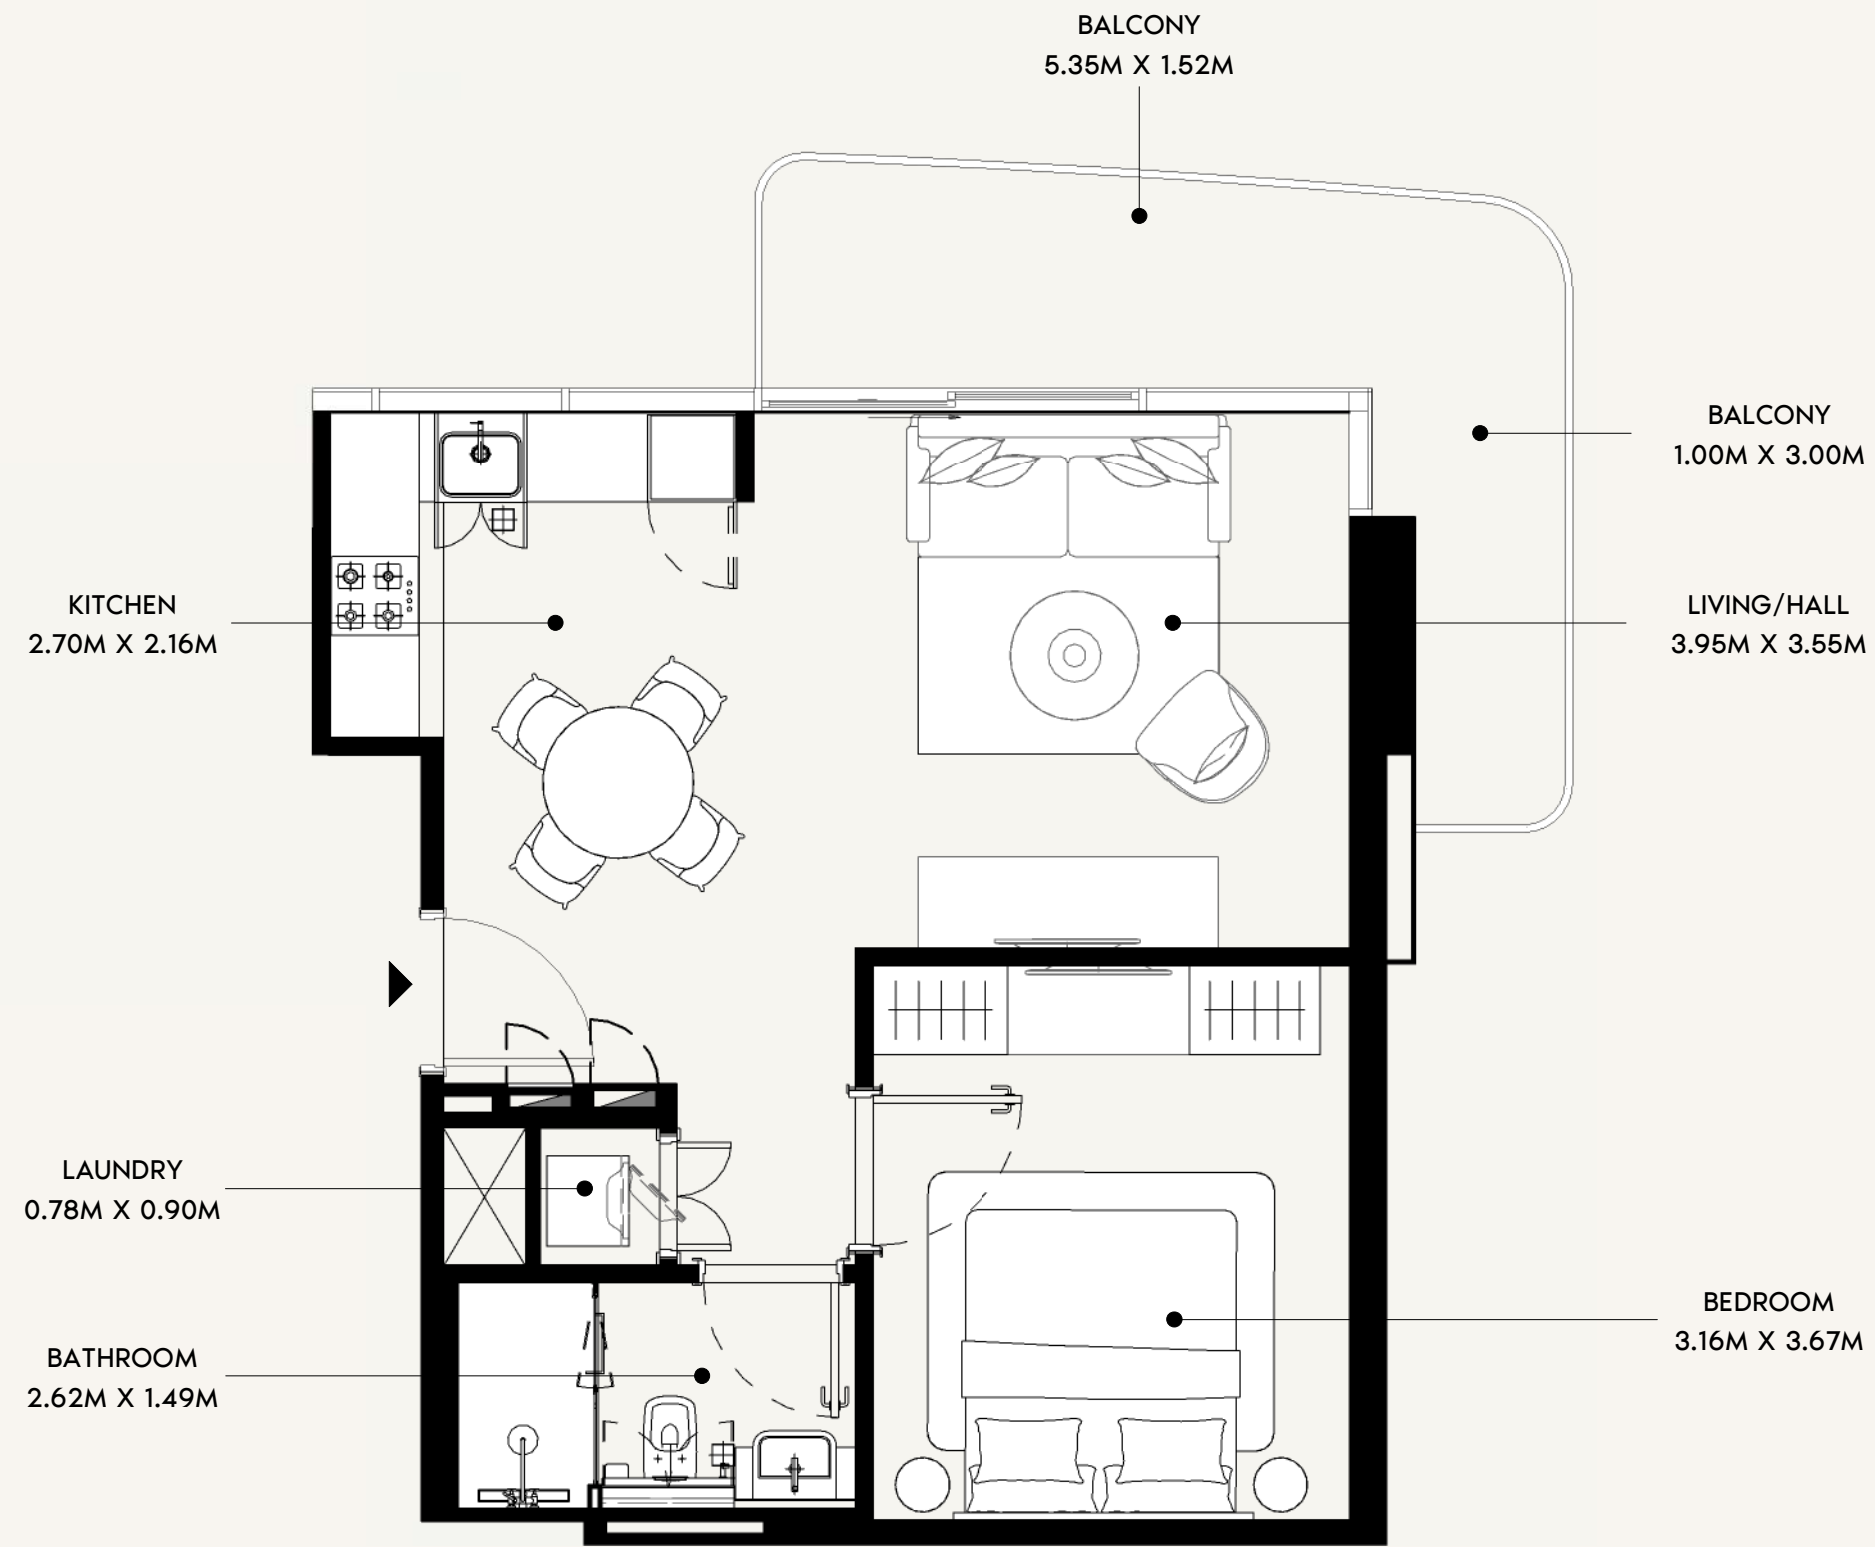 BALCONY
5.35M X 1.52M
BALCONY
1.00M X 3.00M
KITCHEN
2.70M X 2.16M
LIVING/HALL
3.95M X 3.55M
LAUNDRY
0.78M X 0.90M
BEDROOM
3.16M X 3.67M
BATHROOM
2.62M X 1.49M